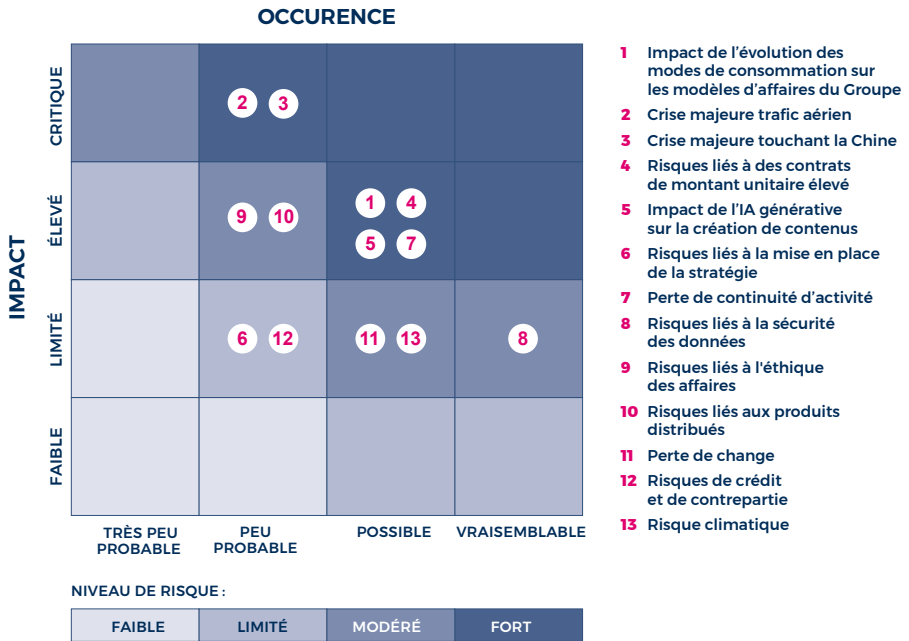 OCCURENCE
IMPACT
CRITIQUE
2 3
ÉLEVÉ
9 10
1 4
5 7
LIMITÉ
6 12
11 13
8
FAIBLE
TRÈS PEU
PROBABLE
PEU
PROBABLE
POSSIBLE
VRAISEMBLABLE
1 Impact de l’évolution des
modes de consommation sur
les modèles d’affaires du Groupe
2 Crise majeure trafic aérien
3 Crise majeure touchant la Chine
4 Risques liés à des contrats
de montant unitaire élevé
5 Impact de l’IA générative
sur la création de contenus
6 Risques liés à la mise en place
de la stratégie
7 Perte de continuité d’activité
8 Risques liés à la sécurité
des données
9 Risques liés à l'éthique
des affaires
10 Risques liés aux produits
distribués
11 Perte de change
12 Risques de crédit
et de contrepartie
13 Risque climatique
NIVEAU DE RISQUE :
FAIBLE
LIMITÉ
MODÉRÉ
FORT